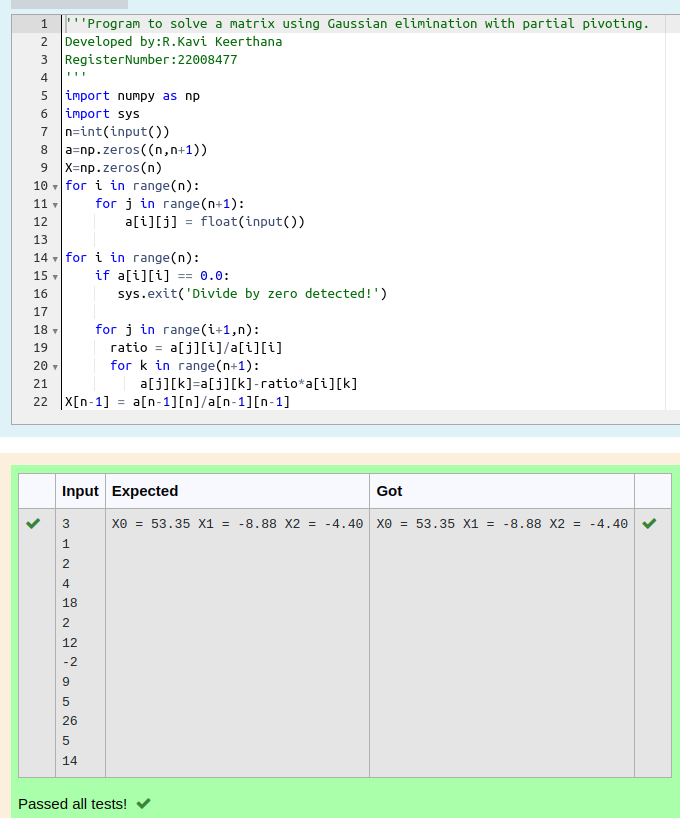 1 '''Program to solve a matrix using Gaussian elimination with partial pivoting.
2 Developed by:R.Kavi Keerthana
3 RegisterNumber:22008477
4 '''
5 import numpy as np
6 import sys
7 n=int(input())
8 a=np.zeros((n,n+1))
9 X=np.zeros(n)
10 for i in range(n):
11     for j in range(n+1):
12         a[i][j] = float(input())
13
14 for i in range(n):
15     if a[i][i] == 0.0:
16        sys.exit('Divide by zero detected!')
17
18     for j in range(i+1,n):
19       ratio = a[j][i]/a[i][i]
20       for k in range(n+1):
21           a[j][k]=a[j][k]-ratio*a[i][k]
22 X[n-1] = a[n-1][n]/a[n-1][n-1]
Input Expected Got
3 X0 = 53.35 X1 = -8.88 X2 = -4.40 X0 = 53.35 X1 = -8.88 X2 = -4.40
1
2
4
18
2
12
-2
9
5
26
5
14
Passed all tests!